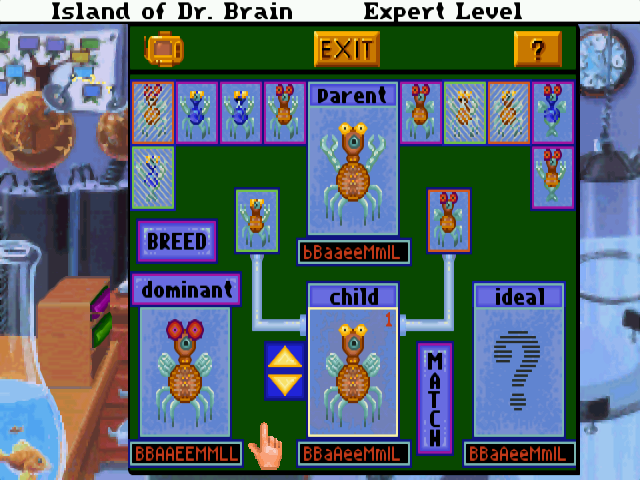 Island of Dr. Brain Expert Level
EXIT ?
Parent
BREED
bBaaeeMmlL
dominant child ideal
1
MATCH
BBAAEEMMLL BBaAeeMmlL BBaAeeMmlL